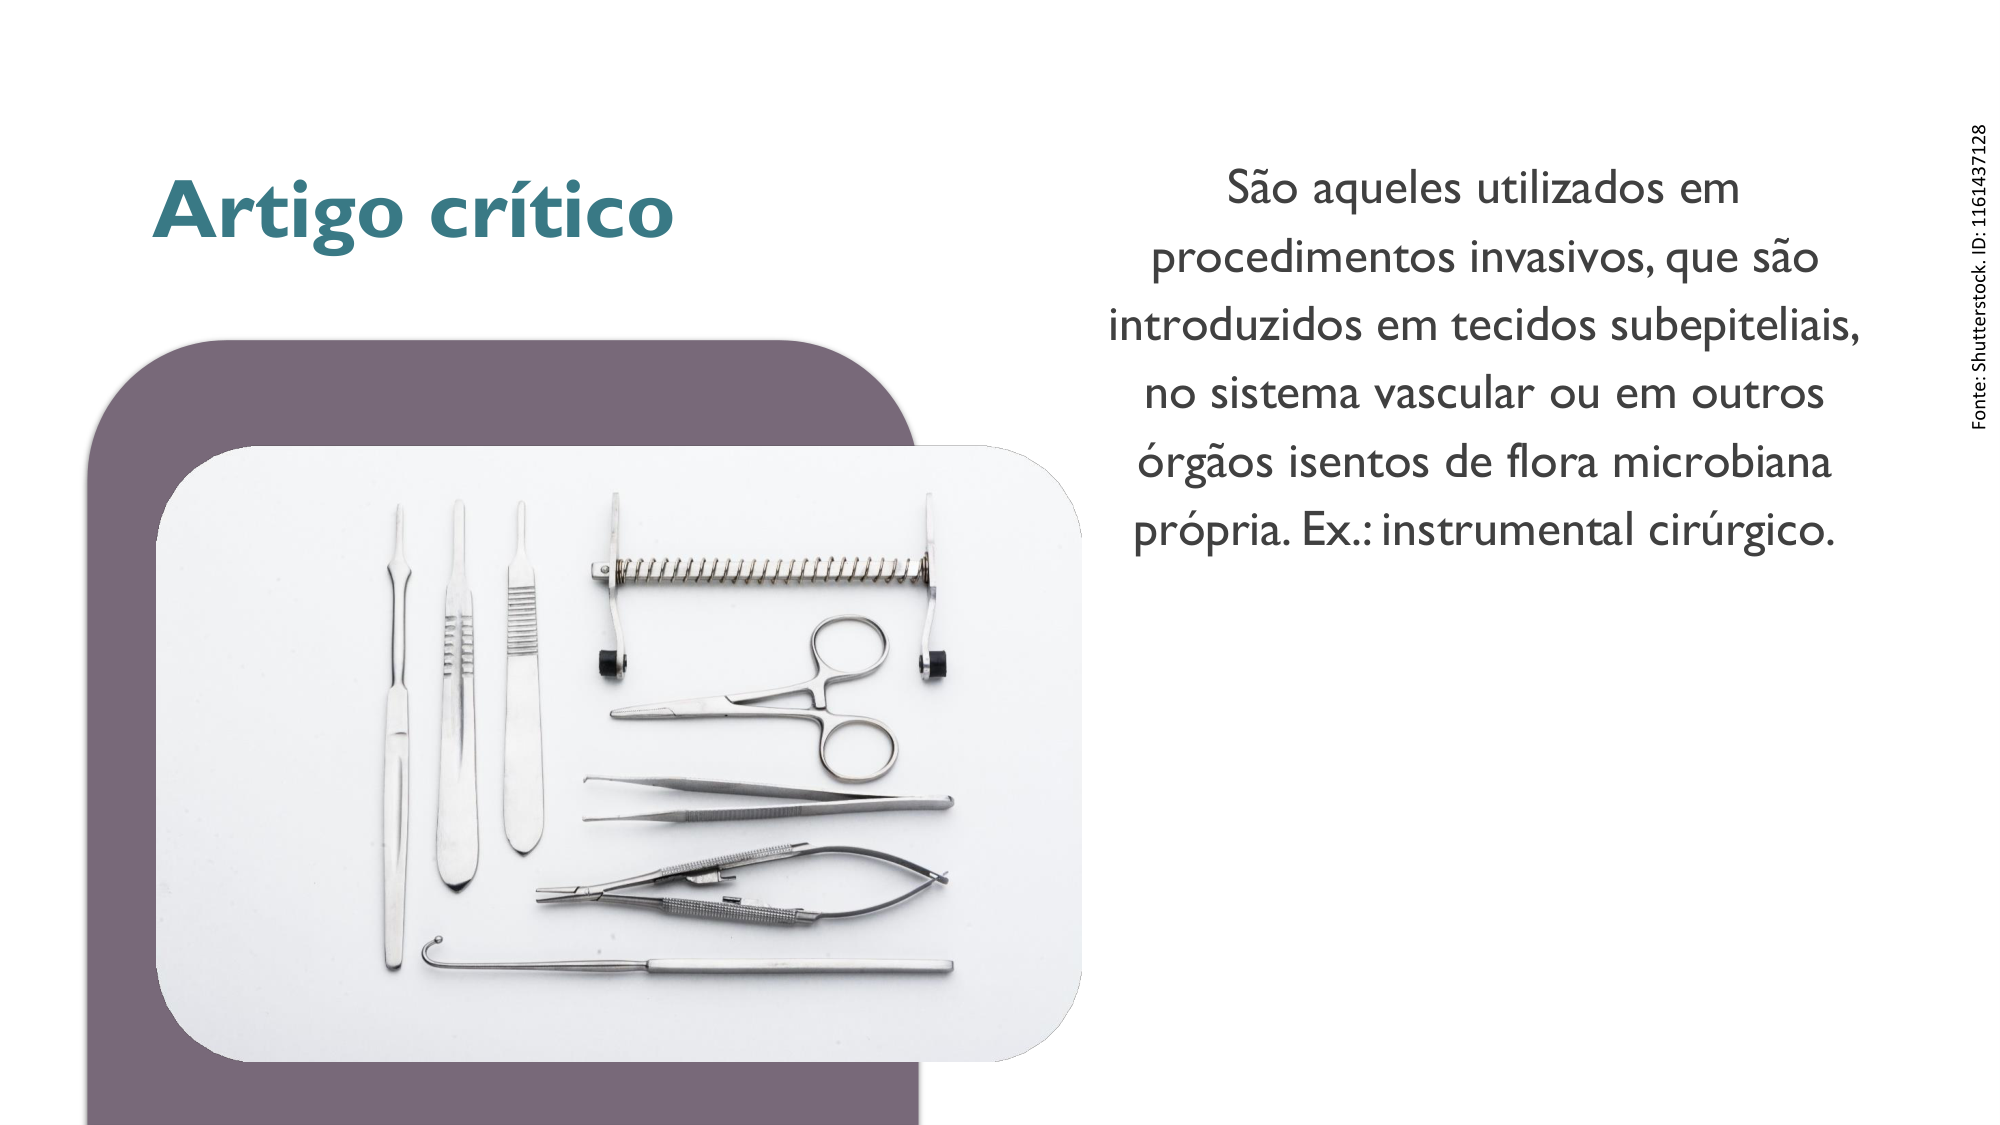 Artigo crítico
São aqueles utilizados em
procedimentos invasivos, que são
introduzidos em tecidos subepiteliais,
no sistema vascular ou em outros
órgãos isentos de flora microbiana
própria. Ex.: instrumental cirúrgico.
Fonte: Shutterstock. ID: 1161437128